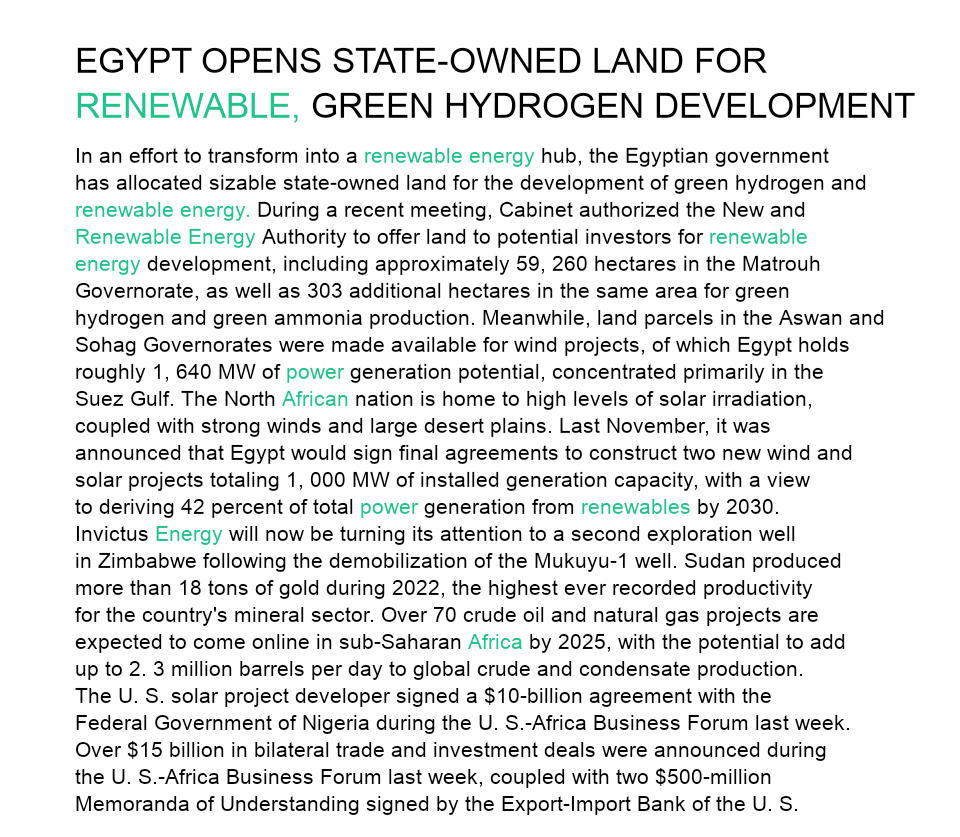 EGYPT OPENS STATE-OWNED LAND FOR
RENEWABLE, GREEN HYDROGEN DEVELOPMENT
In an effort to transform into a renewable energy hub, the Egyptian government
has allocated sizable state-owned land for the development of green hydrogen and
renewable energy. During a recent meeting, Cabinet authorized the New and
Renewable Energy Authority to offer land to potential investors for renewable
energy development, including approximately 59, 260 hectares in the Matrouh
Governorate, as well as 303 additional hectares in the same area for green
hydrogen and green ammonia production. Meanwhile, land parcels in the Aswan and
Sohag Governorates were made available for wind projects, of which Egypt holds
roughly 1, 640 MW of power generation potential, concentrated primarily in the
Suez Gulf. The North African nation is home to high levels of solar irradiation,
coupled with strong winds and large desert plains. Last November, it was
announced that Egypt would sign final agreements to construct two new wind and
solar projects totaling 1, 000 MW of installed generation capacity, with a view
to deriving 42 percent of total power generation from renewables by 2030.
Invictus Energy will now be turning its attention to a second exploration well
in Zimbabwe following the demobilization of the Mukuyu-1 well. Sudan produced
more than 18 tons of gold during 2022, the highest ever recorded productivity
for the country's mineral sector. Over 70 crude oil and natural gas projects are
expected to come online in sub-Saharan Africa by 2025, with the potential to add
up to 2. 3 million barrels per day to global crude and condensate production.
The U. S. solar project developer signed a $10-billion agreement with the
Federal Government of Nigeria during the U. S.-Africa Business Forum last week.
Over $15 billion in bilateral trade and investment deals were announced during
the U. S.-Africa Business Forum last week, coupled with two $500-million
Memoranda of Understanding signed by the Export-Import Bank of the U. S.